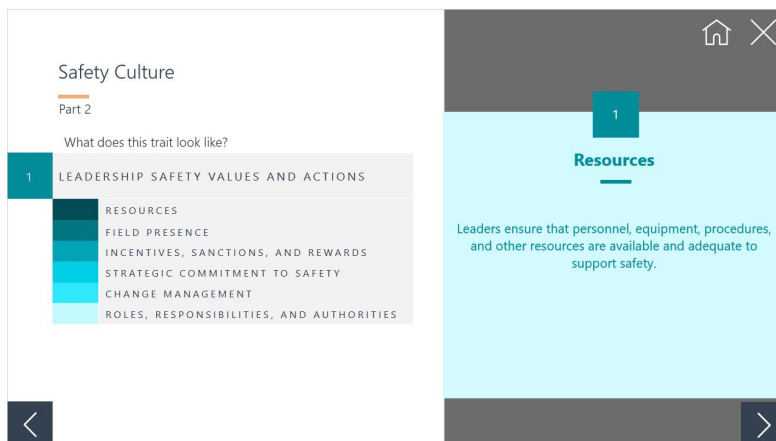 Safety Culture
Part 2
What does this trait look like?
1
LEADERSHIP SAFETY VALUES AND ACTIONS
RESOURCES
FIELD PRESENCE
INCENTIVES, SANCTIONS, AND REWARDS
STRATEGIC COMMITMENT TO SAFETY
CHANGE MANAGEMENT
ROLES, RESPONSIBILITIES, AND AUTHORITIES
1
Resources
Leaders ensure that personnel, equipment, procedures,
and other resources are available and adequate to
support safety.